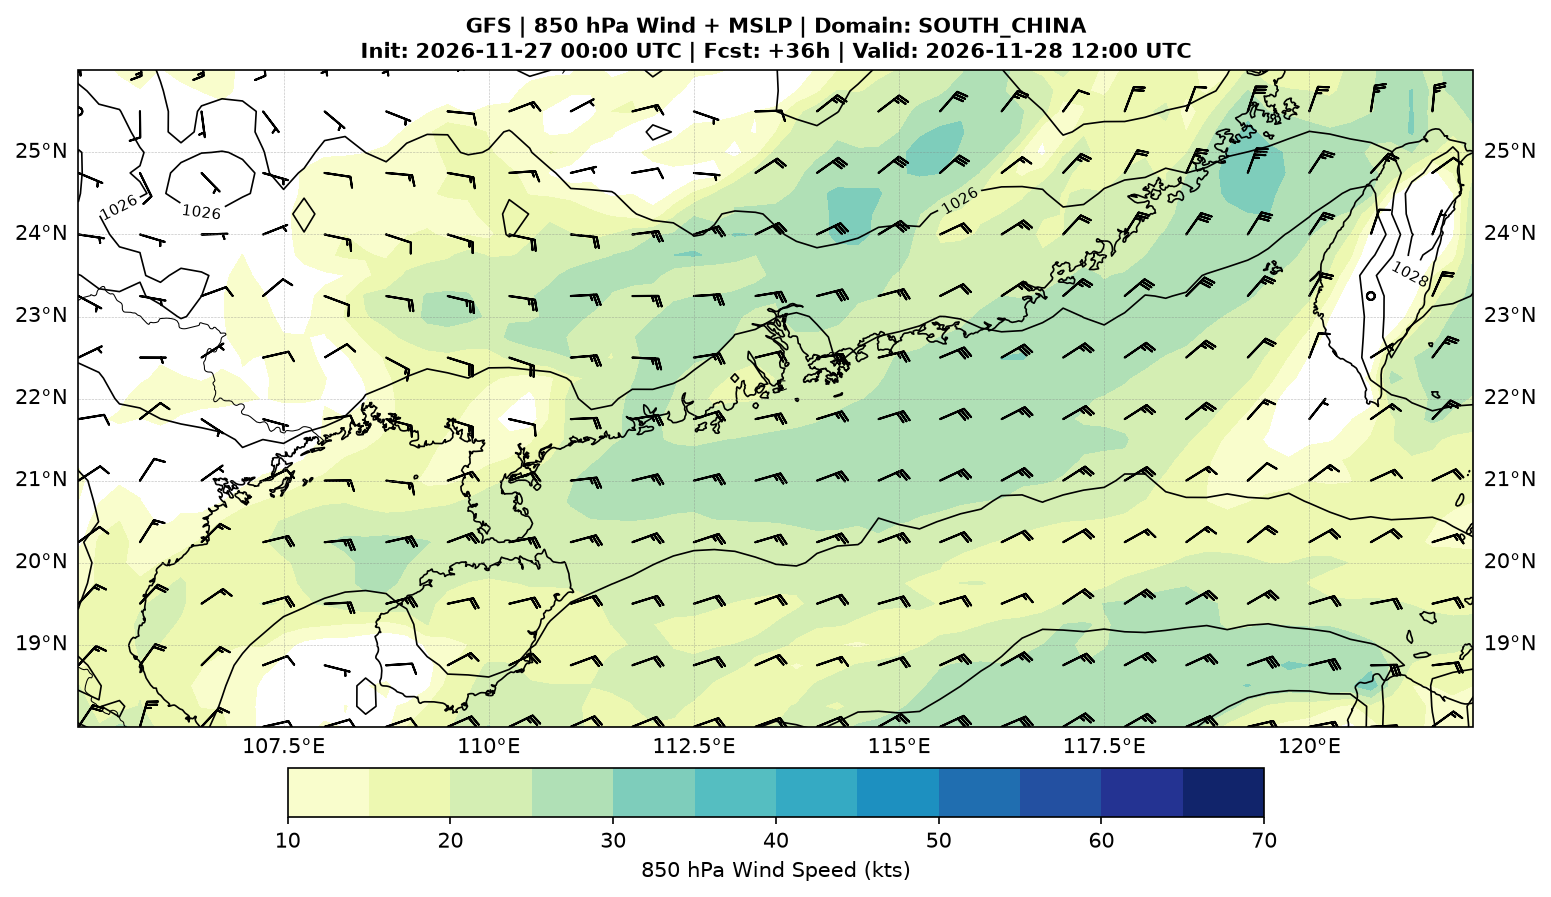 GFS | 850 hPa Wind + MSLP | Domain: SOUTH_CHINA
Init: 2026-11-27 00:00 UTC | Fcst: +36h | Valid: 2026-11-28 12:00 UTC
25°N
25°N
1026
1026
1026
24°N
24°N
1028
23°N
23°N
22°N
22°N
21°N
21°N
20°N
20°N
19°N
19°N
107.5°E
110°E
112.5°E
115°E
117.5°E
120°E
10
20
30
40
50
60
70
850 hPa Wind Speed (kts)